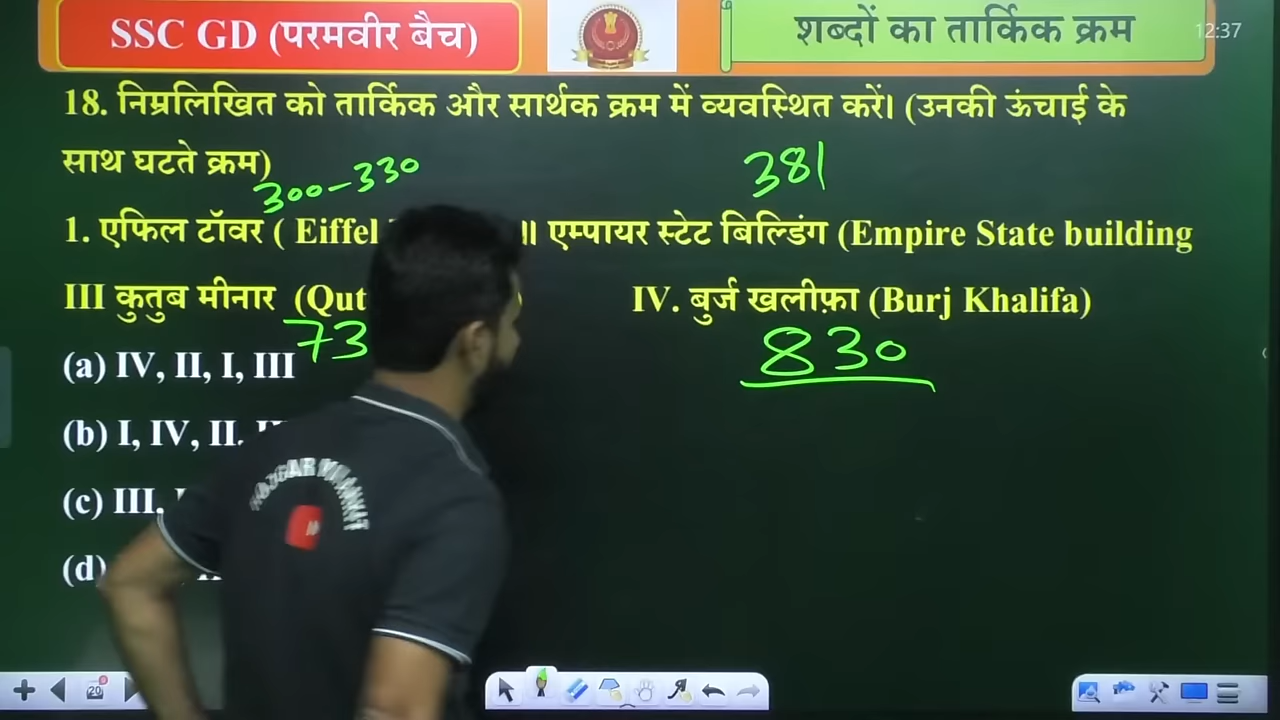 SSC GD (परमवीर बैच)
शब्दों का तार्किक क्रम
12:37
18. निम्नलिखित को तार्किक और सार्थक क्रम में व्यवस्थित करें। (उनकी ऊंचाई के
साथ घटते क्रम)
300-330
381
1. एफिल टॉवर ( Eiffel
II एम्पायर स्टेट बिल्डिंग (Empire State building
III कुतुब मीनार (Qut
IV. बुर्ज खलीफ़ा (Burj Khalifa)
73
830
(a) IV, II, I, III
(b) I, IV, II.
(c) III,
(d)
20